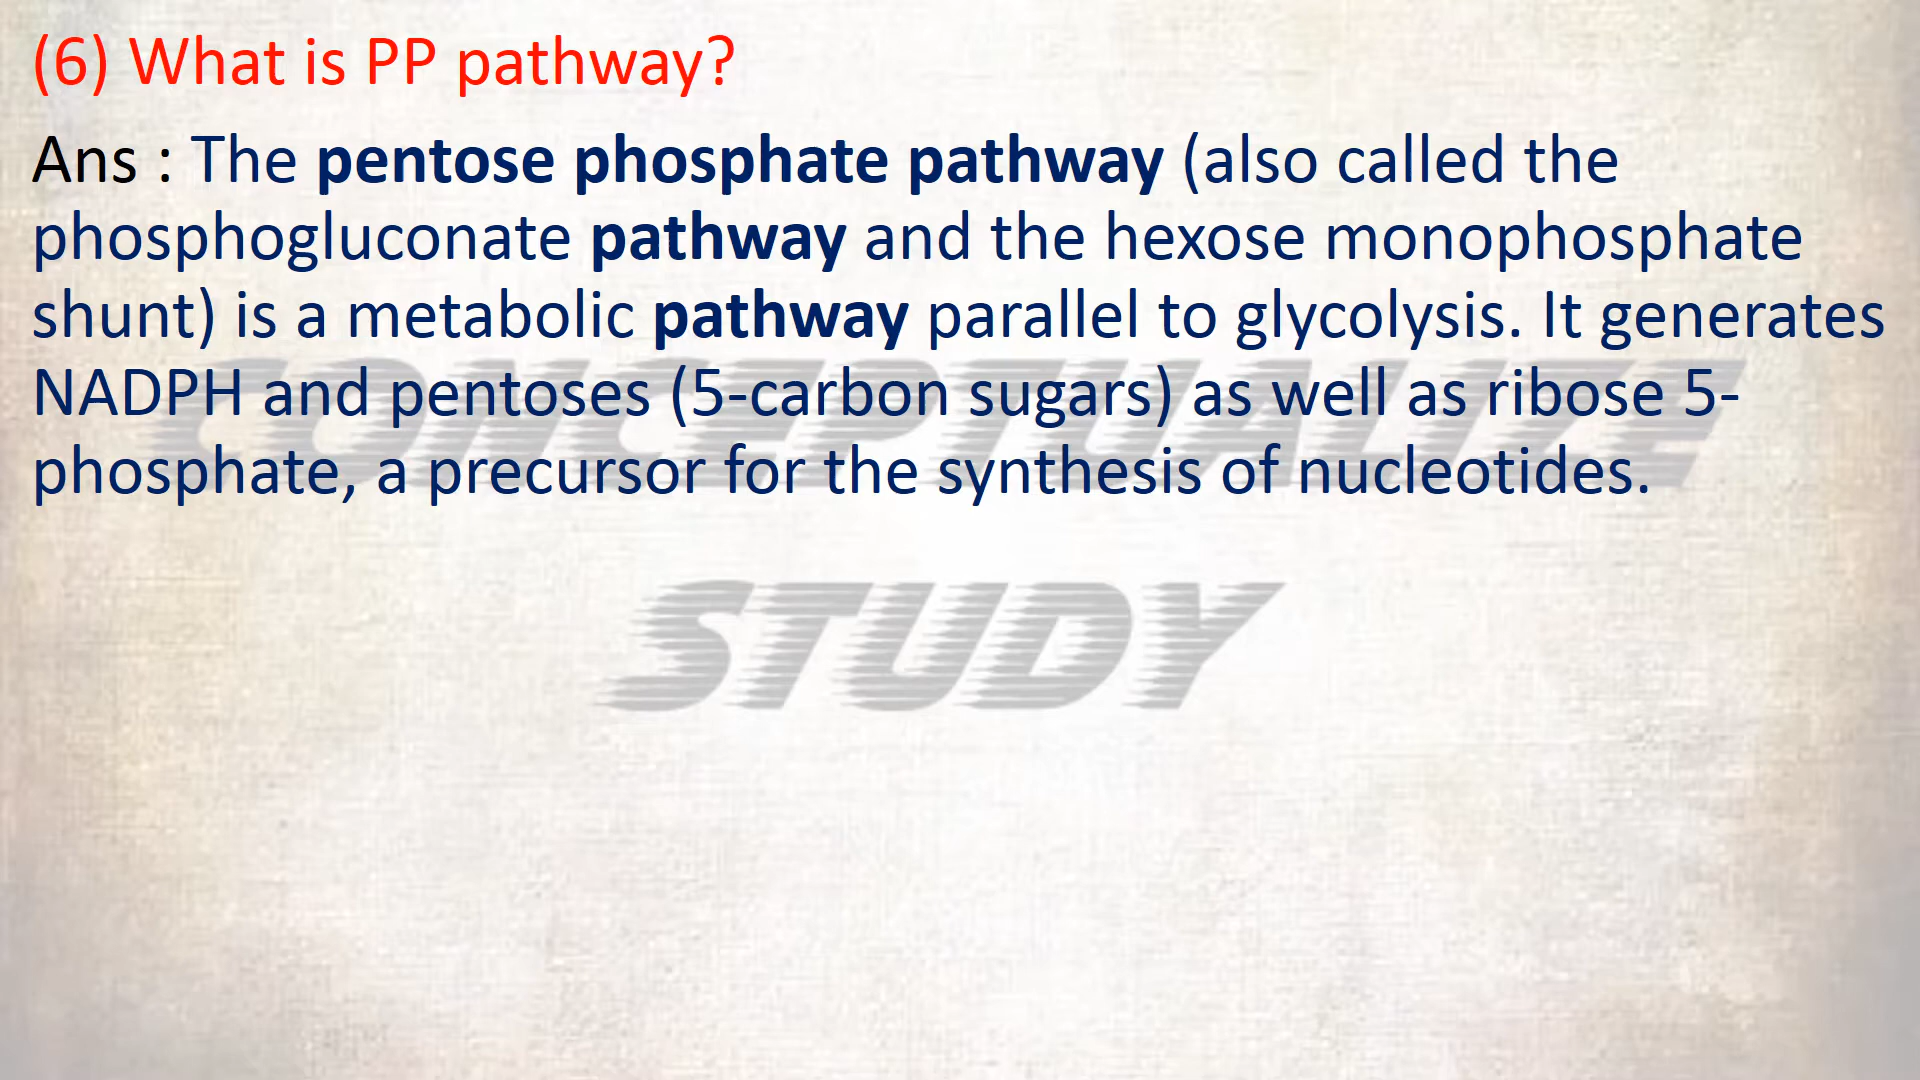 (6) What is PP pathway?
Ans : The pentose phosphate pathway (also called the
phosphogluconate pathway and the hexose monophosphate
shunt) is a metabolic pathway parallel to glycolysis. It generates
NADPH and pentoses (5-carbon sugars) as well as ribose 5-
phosphate, a precursor for the synthesis of nucleotides.
CONCEPTUALIZE
STUDY